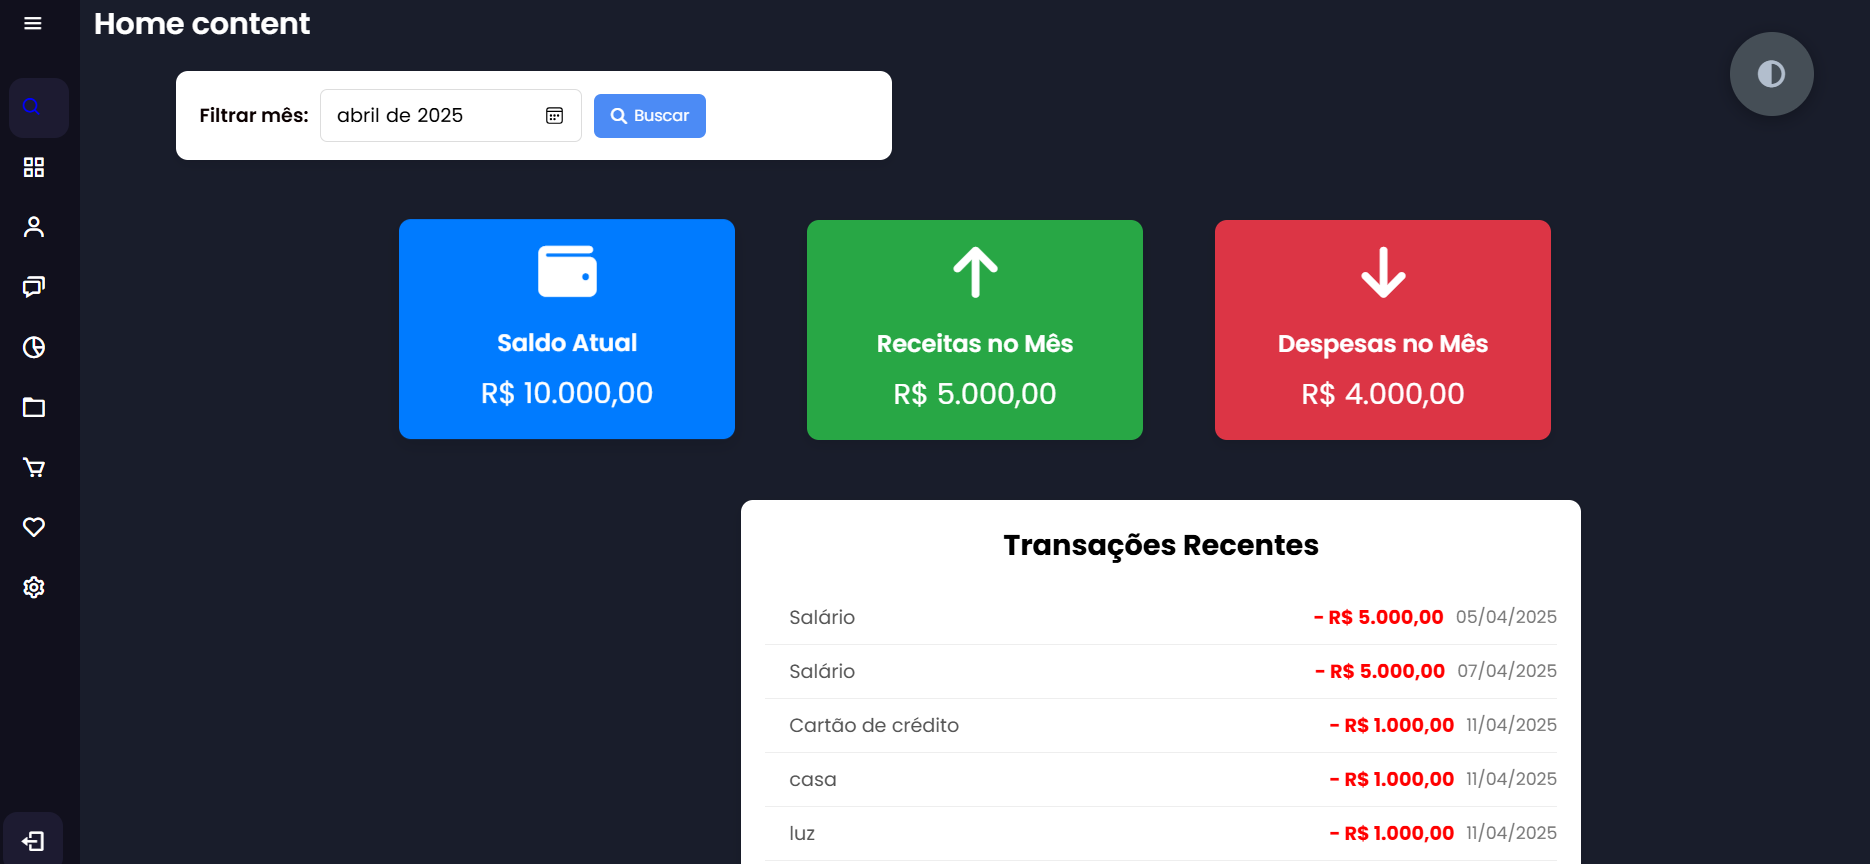 Home content
Filtrar mês: abril de 2025 Buscar
Saldo Atual
R$ 10.000,00
Receitas no Mês
R$ 5.000,00
Despesas no Mês
R$ 4.000,00
Transações Recentes
Salário - R$ 5.000,00 05/04/2025
Salário - R$ 5.000,00 07/04/2025
Cartão de crédito - R$ 1.000,00 11/04/2025
casa - R$ 1.000,00 11/04/2025
luz - R$ 1.000,00 11/04/2025